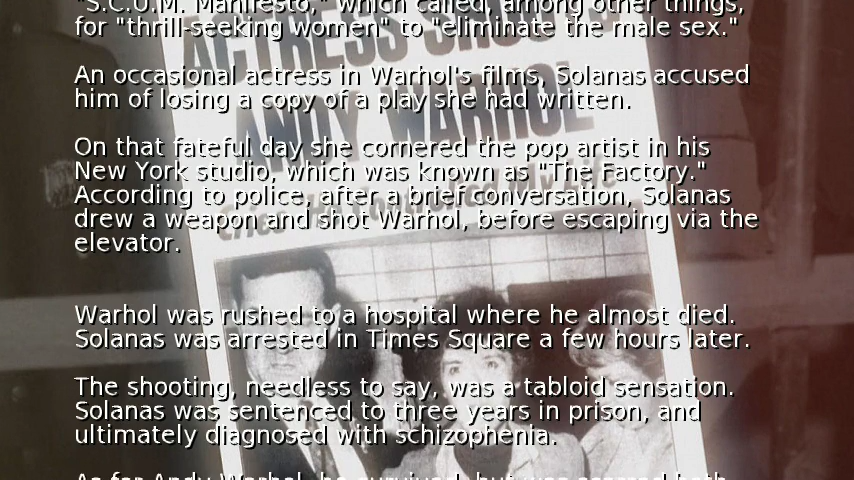 "S.C.U.M. Manifesto," which called, among other things,
for "thrill-seeking women" to "eliminate the male sex."
An occasional actress in Warhol's films, Solanas accused
him of losing a copy of a play she had written.
On that fateful day she cornered the pop artist in his
New York studio, which was known as "The Factory."
According to police, after a brief conversation, Solanas
drew a weapon and shot Warhol, before escaping via the
elevator.
Warhol was rushed to a hospital where he almost died.
Solanas was arrested in Times Square a few hours later.
The shooting, needless to say, was a tabloid sensation.
Solanas was sentenced to three years in prison, and
ultimately diagnosed with schizophenia.
As for Andy Warhol, he survived, but was scarred both
ACTRESS SHOOTS
ANDY WARHOL